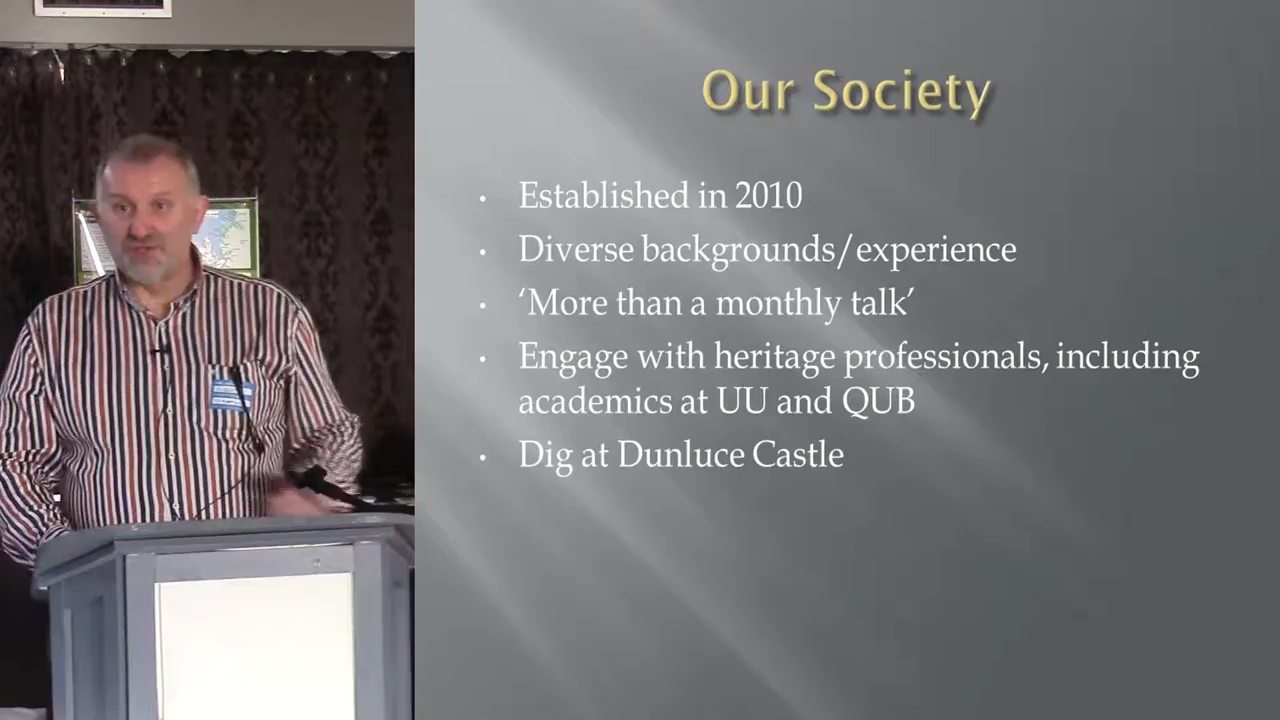 Our Society
• Established in 2010
• Diverse backgrounds/experience
• ‘More than a monthly talk’
• Engage with heritage professionals, including
academics at UU and QUB
• Dig at Dunluce Castle